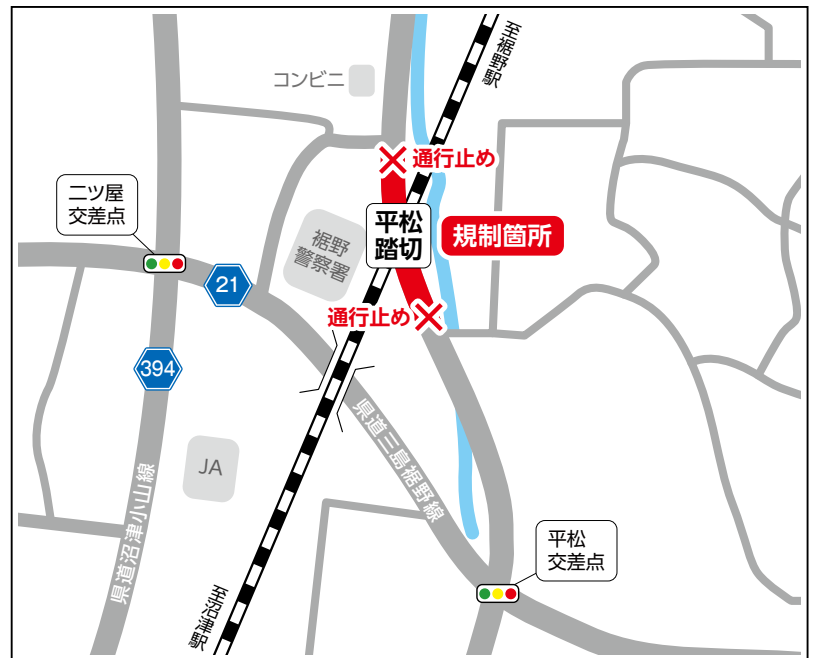 至裾野駅
コンビニ
通行止め
二ツ屋
交差点
平松
踏切
規制箇所
裾野
警察署
21
通行止め
394
県道三島裾野線
JA
県道沼津小山線
平松
交差点
至沼津駅